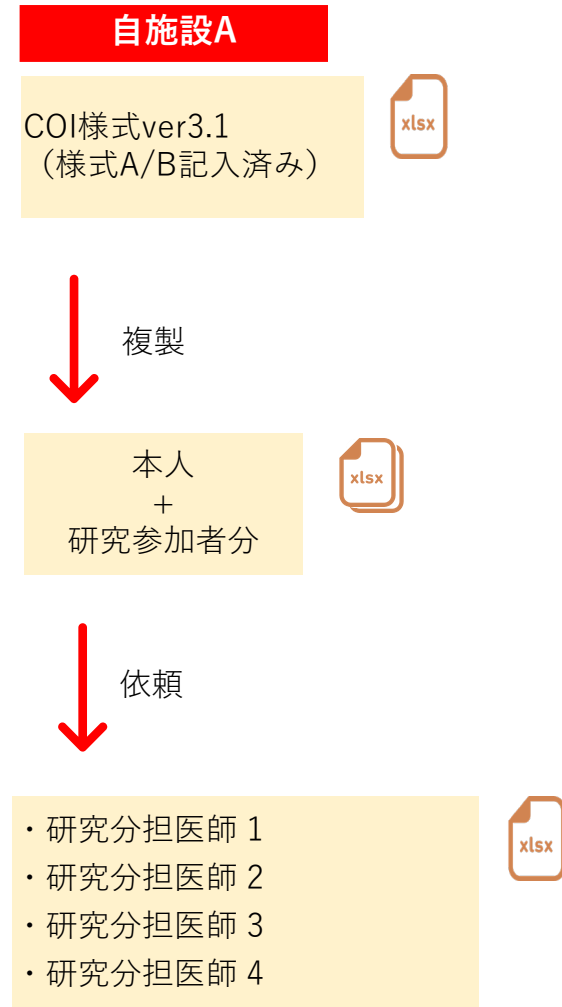 自施設A
COI様式ver3.1
（様式A/B記入済み）
xlsx
複製
本人
+
研究参加者分
xlsx
依頼
・研究分担医師 1
・研究分担医師 2
・研究分担医師 3
・研究分担医師 4
xlsx